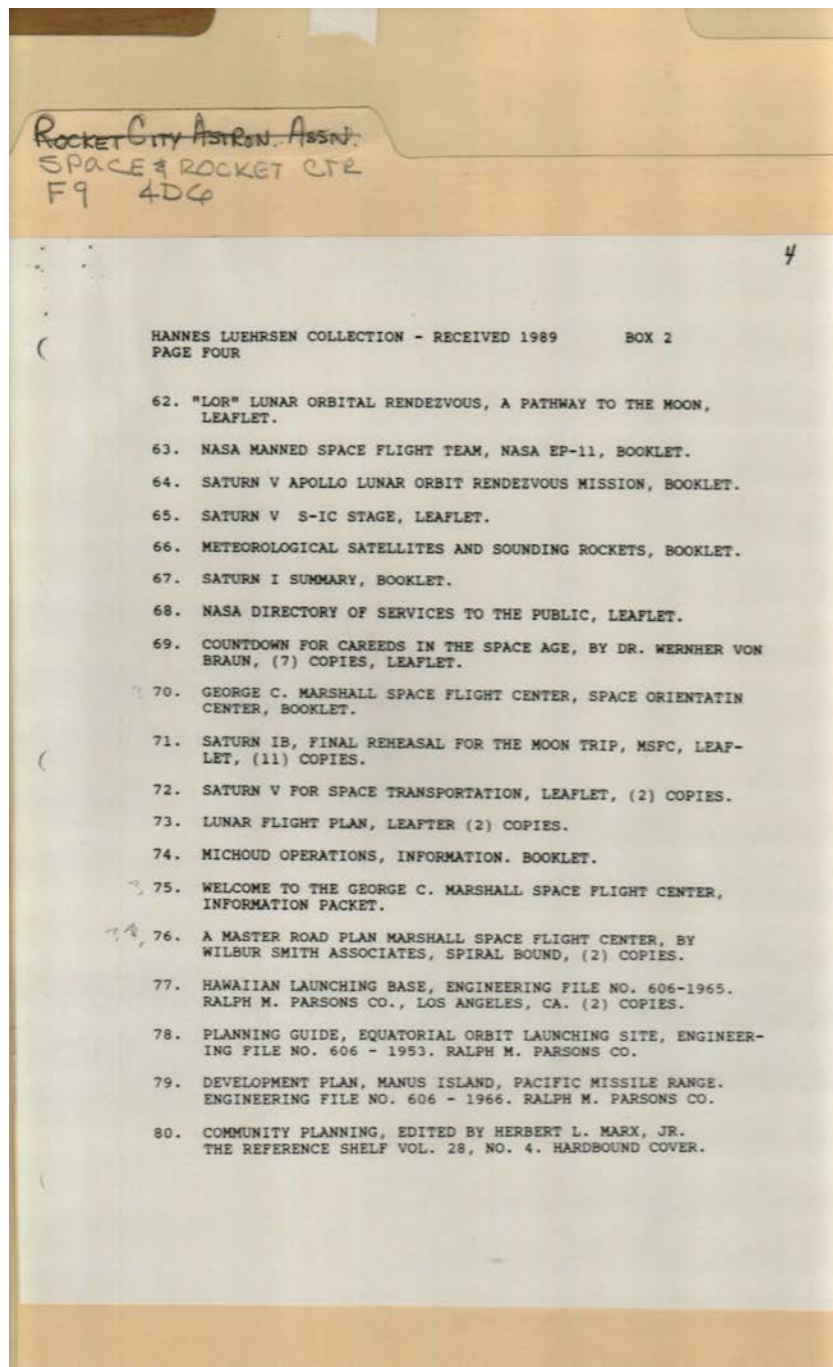 ROCKET CITY ASTRON. ASSN.
SPACE & ROCKET CTR
F9 4D6
4
HANNES LUEHRSEN COLLECTION - RECEIVED 1989 BOX 2
PAGE FOUR
62. "LOR" LUNAR ORBITAL RENDEZVOUS, A PATHWAY TO THE MOON,
LEAFLET.
63. NASA MANNED SPACE FLIGHT TEAM, NASA EP-11, BOOKLET.
64. SATURN V APOLLO LUNAR ORBIT RENDEZVOUS MISSION, BOOKLET.
65. SATURN V S-IC STAGE, LEAFLET.
66. METEOROLOGICAL SATELLITES AND SOUNDING ROCKETS, BOOKLET.
67. SATURN I SUMMARY, BOOKLET.
68. NASA DIRECTORY OF SERVICES TO THE PUBLIC, LEAFLET.
69. COUNTDOWN FOR CAREEDS IN THE SPACE AGE, BY DR. WERNHER VON
BRAUN, (7) COPIES, LEAFLET.
? 70. GEORGE C. MARSHALL SPACE FLIGHT CENTER, SPACE ORIENTATIN
CENTER, BOOKLET.
71. SATURN IB, FINAL REHEASAL FOR THE MOON TRIP, MSFC, LEAF-
LET, (11) COPIES.
72. SATURN V FOR SPACE TRANSPORTATION, LEAFLET, (2) COPIES.
73. LUNAR FLIGHT PLAN, LEAFTER (2) COPIES.
74. MICHOUD OPERATIONS, INFORMATION. BOOKLET.
75. WELCOME TO THE GEORGE C. MARSHALL SPACE FLIGHT CENTER,
INFORMATION PACKET.
76. A MASTER ROAD PLAN MARSHALL SPACE FLIGHT CENTER, BY
WILBUR SMITH ASSOCIATES, SPIRAL BOUND, (2) COPIES.
77. HAWAIIAN LAUNCHING BASE, ENGINEERING FILE NO. 606-1965.
RALPH M. PARSONS CO., LOS ANGELES, CA. (2) COPIES.
78. PLANNING GUIDE, EQUATORIAL ORBIT LAUNCHING SITE, ENGINEER-
ING FILE NO. 606 - 1953. RALPH M. PARSONS CO.
79. DEVELOPMENT PLAN, MANUS ISLAND, PACIFIC MISSILE RANGE.
ENGINEERING FILE NO. 606 - 1966. RALPH M. PARSONS CO.
80. COMMUNITY PLANNING, EDITED BY HERBERT L. MARX, JR.
THE REFERENCE SHELF VOL. 28, NO. 4. HARDBOUND COVER.